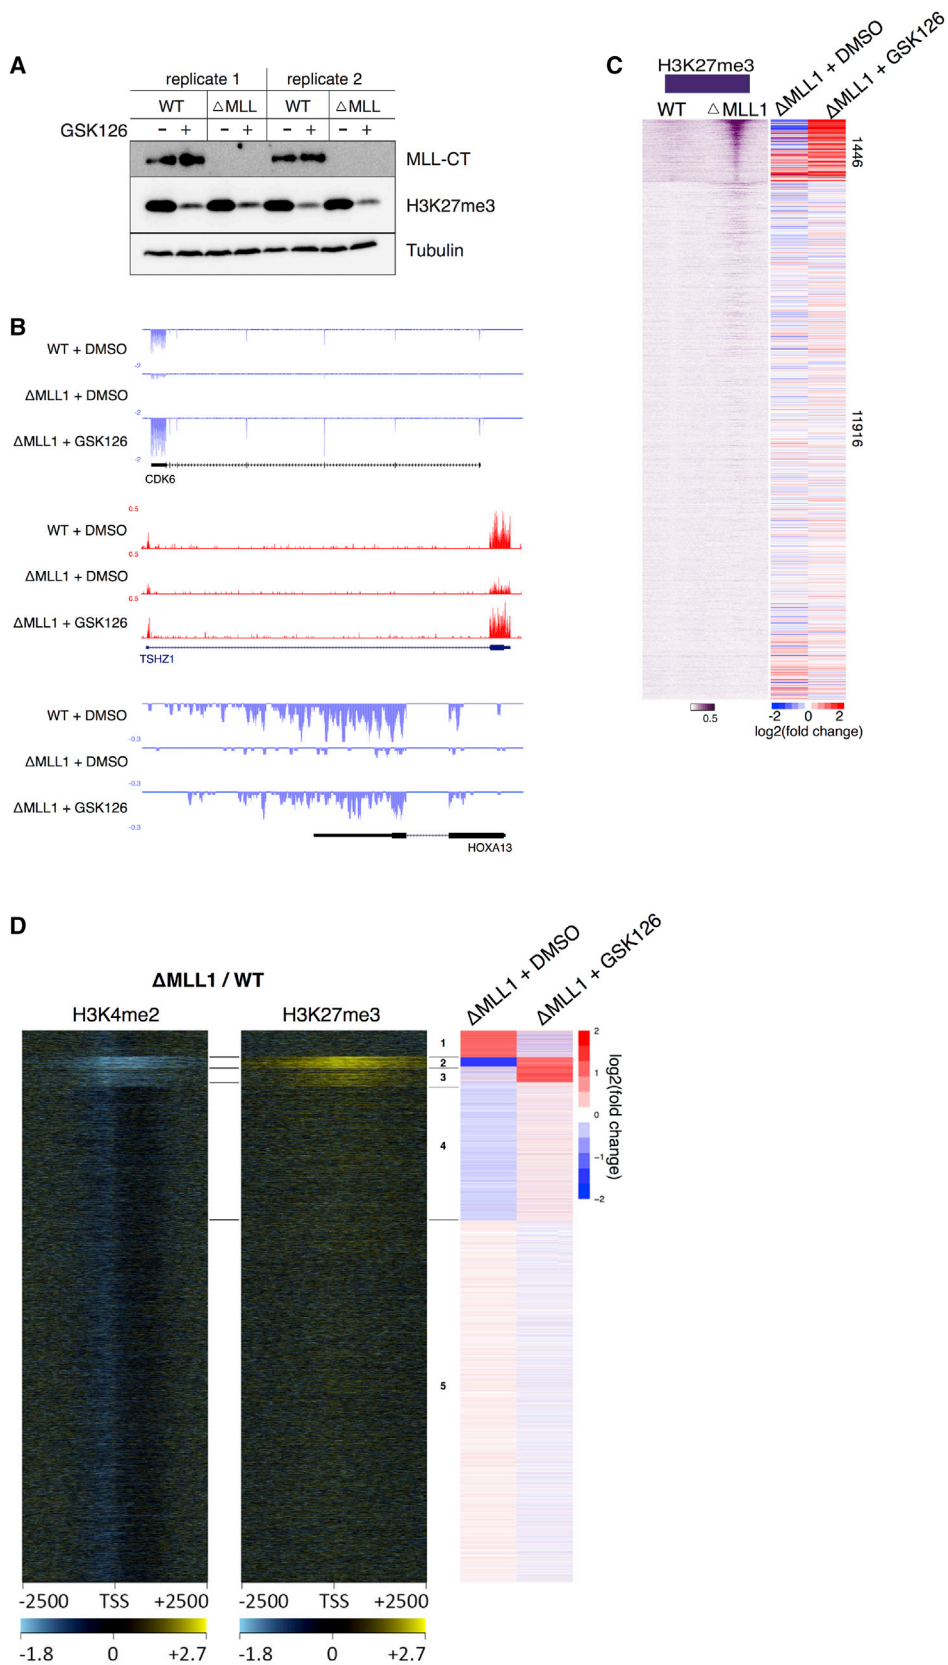 A
replicate 1 replicate 2
WT △MLL WT △MLL
GSK126 – + – + – + – +
MLL-CT
H3K27me3
Tubulin
B
WT + DMSO
-2
ΔMLL1 + DMSO
-2
ΔMLL1 + GSK126
-2
CDK6
0.5
WT + DMSO
0.5
ΔMLL1 + DMSO
0.5
ΔMLL1 + GSK126
TSHZ1
WT + DMSO
-0.3
ΔMLL1 + DMSO
-0.3
ΔMLL1 + GSK126
-0.3
HOXA13
C
H3K27me3
WT △ MLL1
ΔMLL1 + DMSO
ΔMLL1 + GSK126
1446
11916
0.5
-2 0 2
log2(fold change)
D
ΔMLL1 / WT
H3K4me2 H3K27me3
ΔMLL1 + DMSO
ΔMLL1 + GSK126
1
2
3
4
5
2
1
0
−1
−2
log2(fold change)
-2500 TSS +2500 -2500 TSS +2500
-1.8 0 +2.7 -1.8 0 +2.7